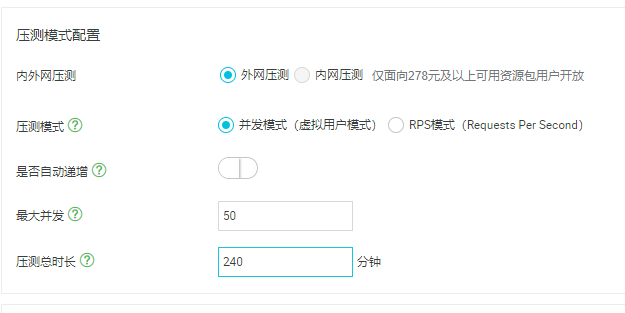 压测模式配置
内外网压测 外网压测 内网压测 仅面向278元及以上可用资源包用户开放
压测模式 ? 并发模式（虚拟用户模式） RPS模式（Requests Per Second）
是否自动递增 ?
最大并发 ? 50
压测总时长 ? 240 分钟